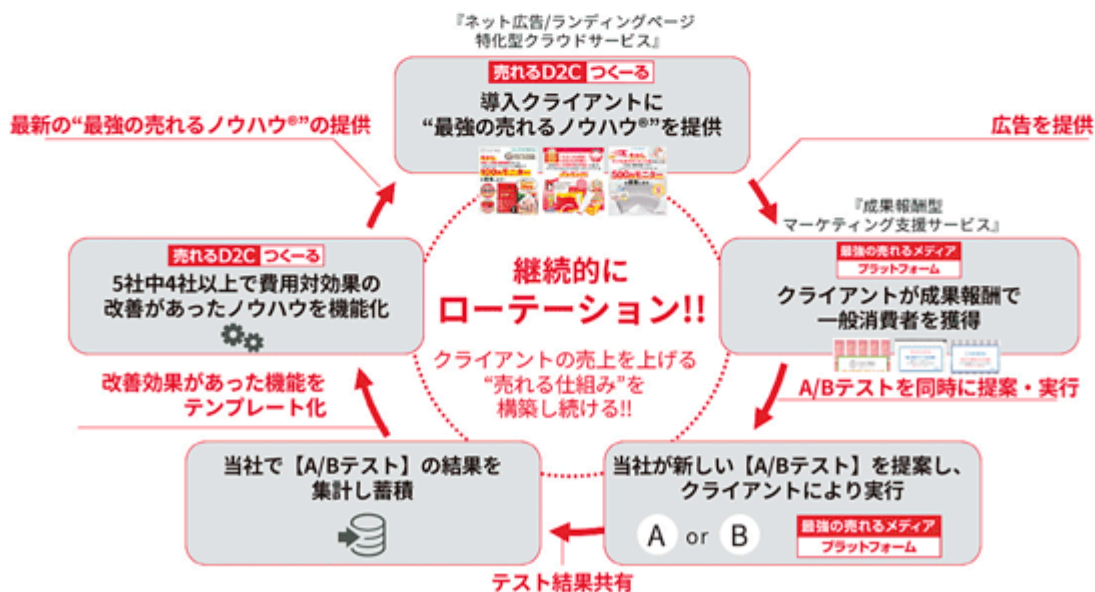 『ネット広告/ランディングページ
特化型クラウドサービス』
売れるD2C つくーる
導入クライアントに
“最強の売れるノウハウ®”を提供
100円モニター
500円モニター
最新の“最強の売れるノウハウ®”の提供
広告を提供
『成果報酬型
マーケティング支援サービス』
最強の売れるメディア
プラットフォーム
クライアントが成果報酬で
一般消費者を獲得
売れるD2C つくーる
5社中4社以上で費用対効果の
改善があったノウハウを機能化
継続的に
ローテーション!!
クライアントの売上を上げる
“売れる仕組み”を
構築し続ける!!
改善効果があった機能を
テンプレート化
A/Bテストを同時に提案・実行
当社で【A/Bテスト】の結果を
集計し蓄積
当社が新しい【A/Bテスト】を提案し、
クライアントにより実行
A or B
最強の売れるメディア
プラットフォーム
テスト結果共有